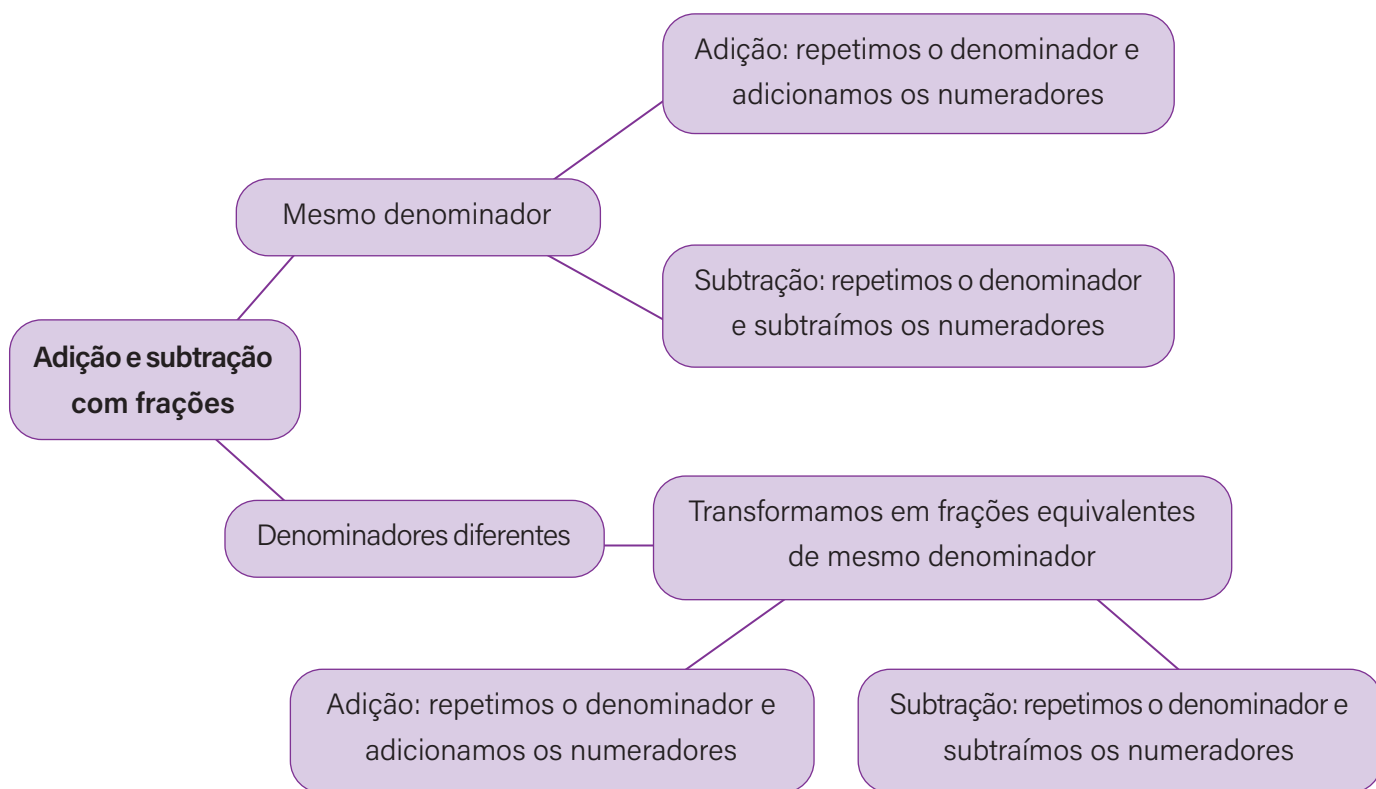 Adição: repetimos o denominador e
adicionamos os numeradores
Mesmo denominador
Subtração: repetimos o denominador
e subtraímos os numeradores
Adição e subtração
com frações
Denominadores diferentes
Transformamos em frações equivalentes
de mesmo denominador
Adição: repetimos o denominador e
adicionamos os numeradores
Subtração: repetimos o denominador e
subtraímos os numeradores